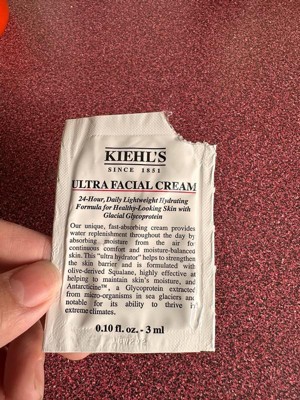 KIEHL'S
SINCE 1851
ULTRA FACIAL CREAM
24-Hour, Daily Lightweight Hydrating
Formula for Healthy-Looking Skin with
Glacial Glycoprotein
Our unique, fast-absorbing cream provides
water replenishment throughout the day by
absorbing moisture from the air for
continuous comfort and moisture-balanced
skin. This "ultra hydrator" helps to strengthen
the skin barrier and is formulated with
olive-derived Squalane, highly effective at
helping to maintain skin's moisture, and
Antarcticine™, a Glycoprotein extracted
from micro-organisms in sea glaciers and
notable for its ability to thrive in
extreme climates.
0.10 fl. oz. - 3 ml